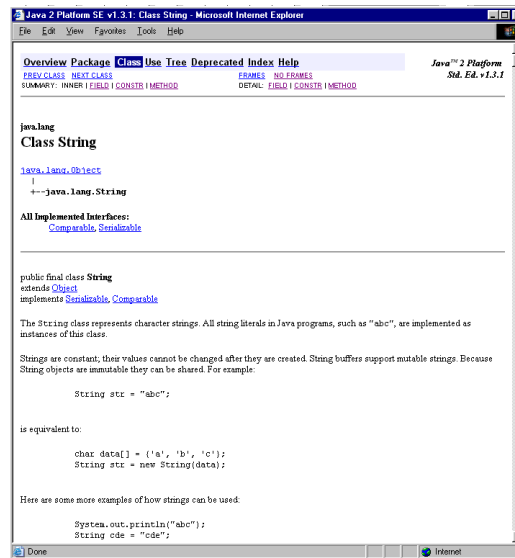 Java 2 Platform SE v1.3.1: Class String - Microsoft Internet Explorer
File Edit View Favorites Tools Help
Overview Package Class Use Tree Deprecated Index Help
Java™ 2 Platform
Std. Ed. v1.3.1
PREV CLASS NEXT CLASS
FRAMES NO FRAMES
SUMMARY: INNER | FIELD | CONSTR | METHOD
DETAIL: FIELD | CONSTR | METHOD
java.lang
Class String
java.lang.Object
|
+--java.lang.String
All Implemented Interfaces:
Comparable, Serializable
public final class String
extends Object
implements Serializable, Comparable
The String class represents character strings. All string literals in Java programs, such as "abc", are implemented as
instances of this class.
Strings are constant; their values cannot be changed after they are created. String buffers support mutable strings. Because
String objects are immutable they can be shared. For example:
String str = "abc";
is equivalent to:
char data[] = {'a', 'b', 'c'};
String str = new String(data);
Here are some more examples of how strings can be used:
System.out.println("abc");
String cde = "cde";
Done
Internet